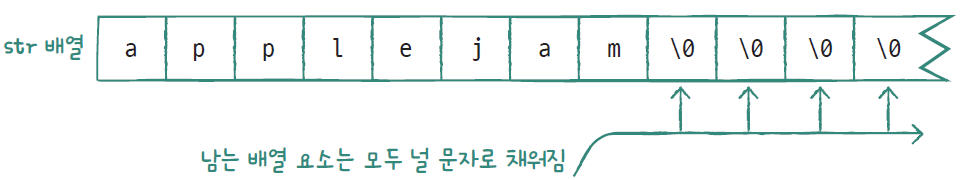 str 배열 a p p l e j a m \0 \0 \0 \0
남는 배열 요소는 모두 널 문자로 채워짐